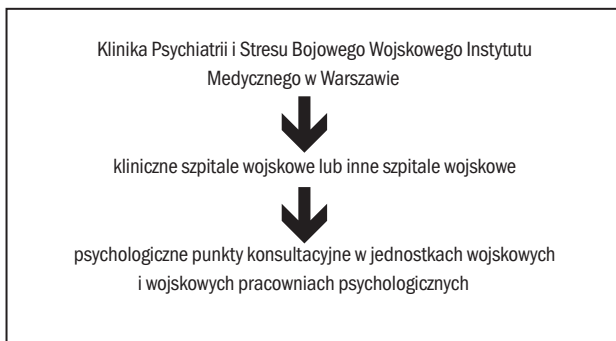 Klinika Psychiatrii i Stresu Bojowego Wojskowego Instytutu
Medycznego w Warszawie
kliniczne szpitale wojskowe lub inne szpitale wojskowe
psychologiczne punkty konsultacyjne w jednostkach wojskowych
i wojskowych pracowniach psychologicznych